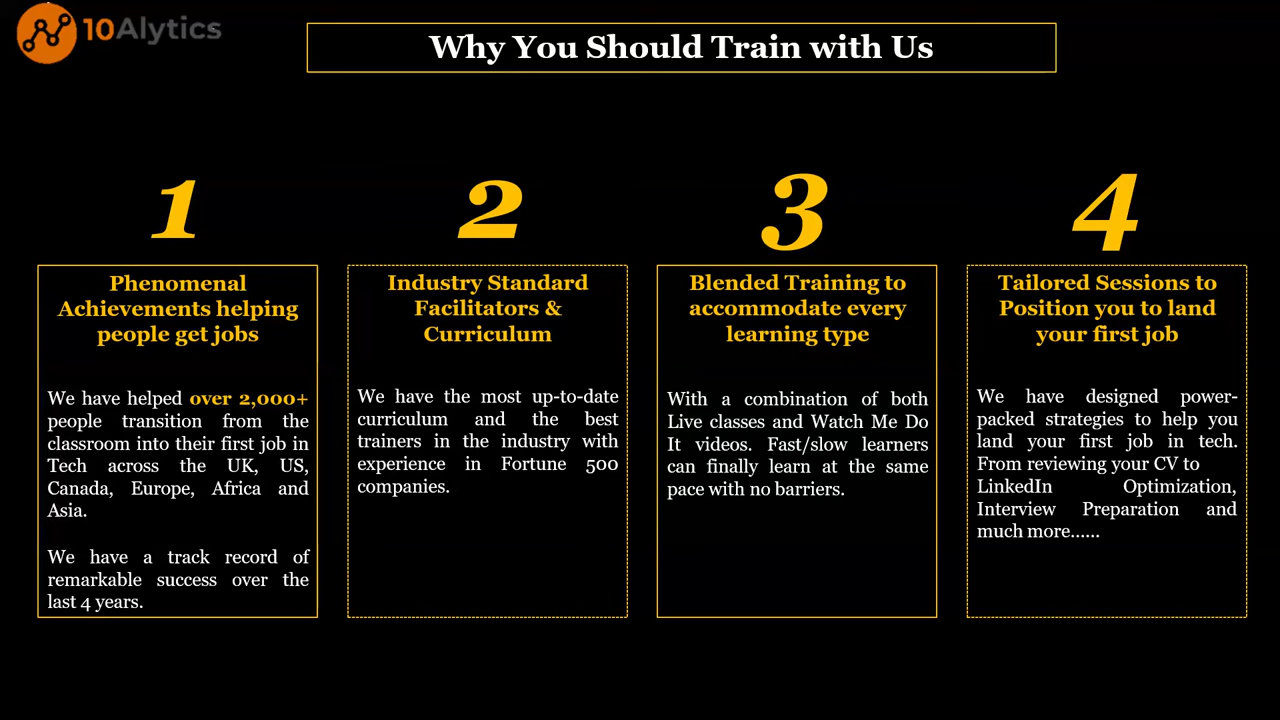 10Alytics
Why You Should Train with Us
1
Phenomenal
Achievements helping
people get jobs
We have helped over 2,000+
people transition from the
classroom into their first job in
Tech across the UK, US,
Canada, Europe, Africa and
Asia.
We have a track record of
remarkable success over the
last 4 years.
2
Industry Standard
Facilitators &
Curriculum
We have the most up-to-date
curriculum and the best
trainers in the industry with
experience in Fortune 500
companies.
3
Blended Training to
accommodate every
learning type
With a combination of both
Live classes and Watch Me Do
It videos. Fast/slow learners
can finally learn at the same
pace with no barriers.
4
Tailored Sessions to
Position you to land
your first job
We have designed power-
packed strategies to help you
land your first job in tech.
From reviewing your CV to
LinkedIn Optimization,
Interview Preparation and
much more......